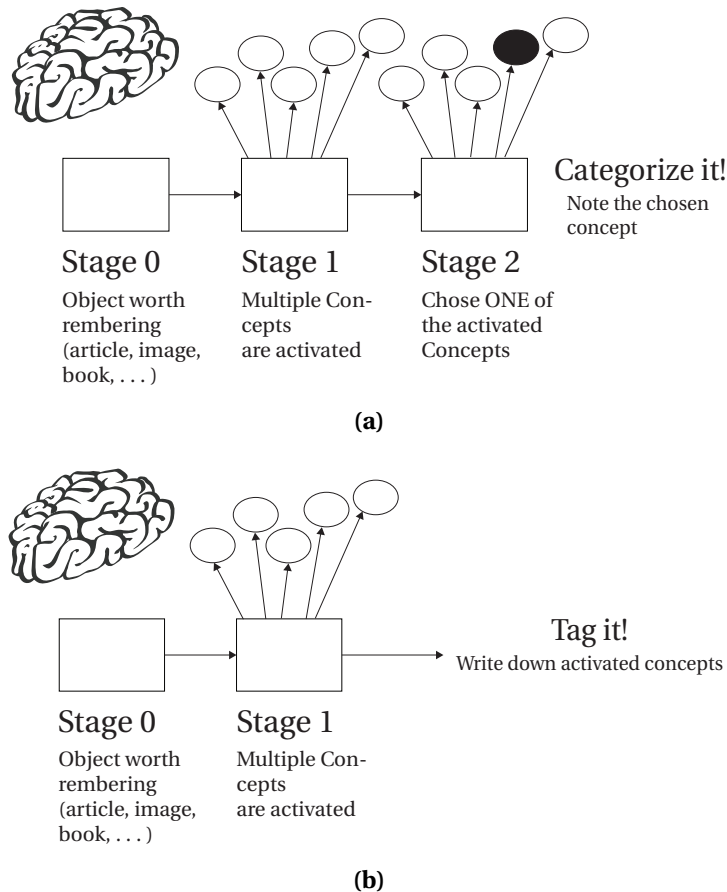 Categorize it!
Note the chosen
concept
Stage 0
Object worth
rembering
(article, image,
book, . . . )
Stage 1
Multiple Con-
cepts
are activated
Stage 2
Chose ONE of
the activated
Concepts
(a)
Tag it!
Write down activated concepts
Stage 0
Object worth
rembering
(article, image,
book, . . . )
Stage 1
Multiple Con-
cepts
are activated
(b)